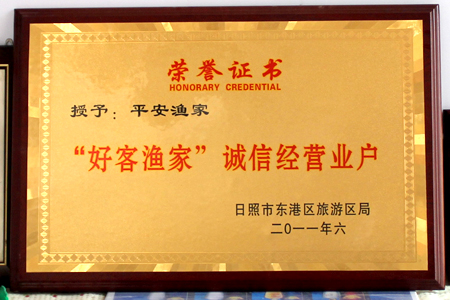 荣誉证书
HONORARY CREDENTIAL
授予：平安渔家
“好客渔家”诚信经营业户
日照市东港区旅游区局
二O一一年六